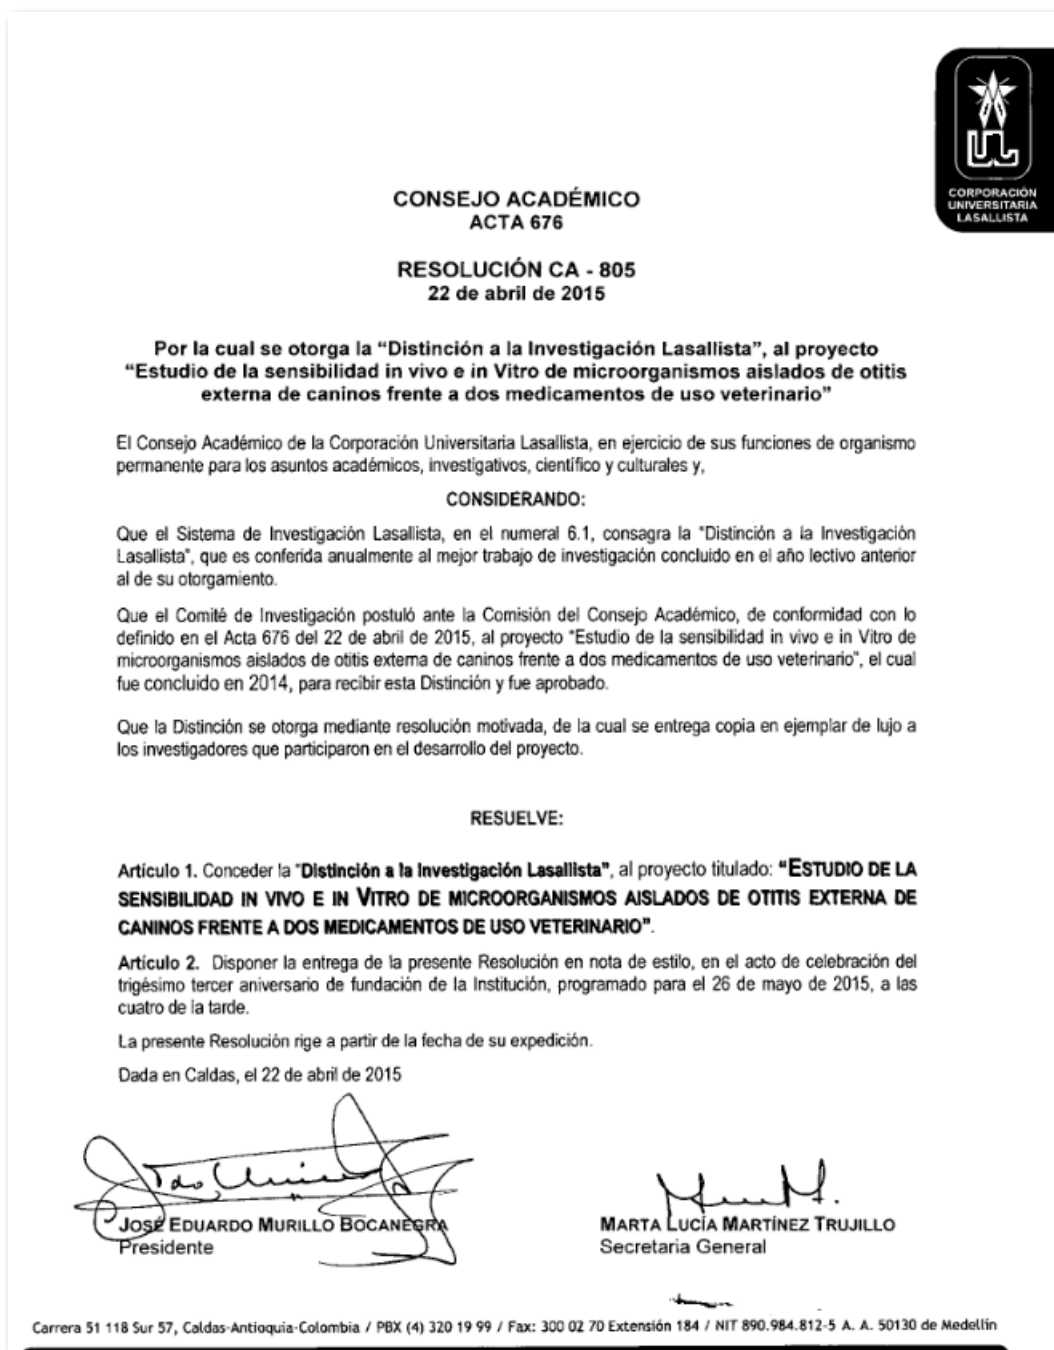 CORPORACIÓN
UNIVERSITARIA
LASALLISTA
CONSEJO ACADÉMICO
ACTA 676
RESOLUCIÓN CA - 805
22 de abril de 2015
Por la cual se otorga la “Distinción a la Investigación Lasallista”, al proyecto
“Estudio de la sensibilidad in vivo e in Vitro de microorganismos aislados de otitis
externa de caninos frente a dos medicamentos de uso veterinario”
El Consejo Académico de la Corporación Universitaria Lasallista, en ejercicio de sus funciones de organismo
permanente para los asuntos académicos, investigativos, científico y culturales y,
CONSIDERANDO:
Que el Sistema de Investigación Lasallista, en el numeral 6.1, consagra la "Distinción a la Investigación
Lasallista", que es conferida anualmente al mejor trabajo de investigación concluido en el año lectivo anterior
al de su otorgamiento.
Que el Comité de Investigación postuló ante la Comisión del Consejo Académico, de conformidad con lo
definido en el Acta 676 del 22 de abril de 2015, al proyecto "Estudio de la sensibilidad in vivo e in Vitro de
microorganismos aislados de otitis externa de caninos frente a dos medicamentos de uso veterinario", el cual
fue concluido en 2014, para recibir esta Distinción y fue aprobado.
Que la Distinción se otorga mediante resolución motivada, de la cual se entrega copia en ejemplar de lujo a
los investigadores que participaron en el desarrollo del proyecto.
RESUELVE:
Artículo 1. Conceder la "Distinción a la Investigación Lasallista", al proyecto titulado: “ESTUDIO DE LA
SENSIBILIDAD IN VIVO E IN VITRO DE MICROORGANISMOS AISLADOS DE OTITIS EXTERNA DE
CANINOS FRENTE A DOS MEDICAMENTOS DE USO VETERINARIO”.
Artículo 2. Disponer la entrega de la presente Resolución en nota de estilo, en el acto de celebración del
trigésimo tercer aniversario de fundación de la Institución, programado para el 26 de mayo de 2015, a las
cuatro de la tarde.
La presente Resolución rige a partir de la fecha de su expedición.
Dada en Caldas, el 22 de abril de 2015
JOSÉ EDUARDO MURILLO BOCANEGRA
Presidente
MARTA LUCÍA MARTÍNEZ TRUJILLO
Secretaria General
Carrera 51 118 Sur 57, Caldas-Antioquia-Colombia / PBX (4) 320 19 99 / Fax: 300 02 70 Extensión 184 / NIT 890.984.812-5 A. A. 50130 de Medellín